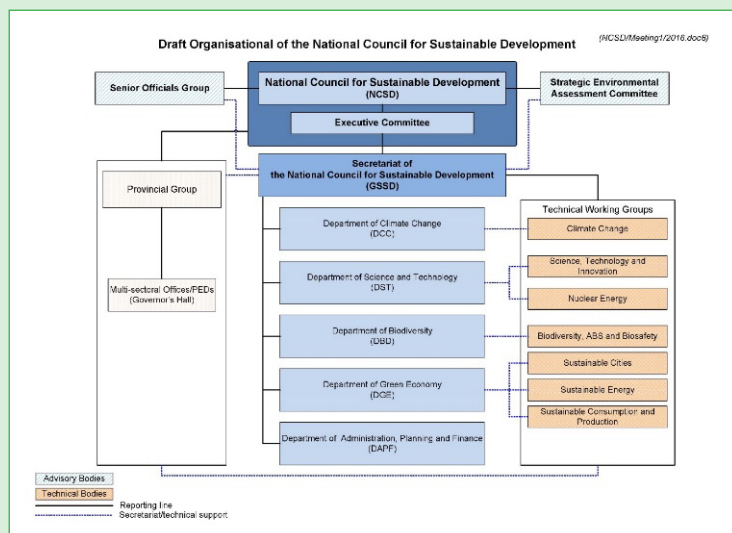 (NCSD/Meeting1/2016.doc6)
Draft Organisational of the National Council for Sustainable Development
Senior Officials Group
National Council for Sustainable Development
(NCSD)
Strategic Environmental
Assessment Committee
Executive Committee
Secretariat of
the National Council for Sustainable Development
(GSSD)
Provincial Group
Multi-sectoral Offices/PEDs
(Governor's Hall)
Department of Climate Change
(DCC)
Department of Science and Technology
(DST)
Department of Biodiversity
(DBD)
Department of Green Economy
(DGE)
Department of Administration, Planning and Finance
(DAPF)
Technical Working Groups
Climate Change
Science, Technology and
Innovation
Nuclear Energy
Biodiversity, ABS and Biosafety
Sustainable Cities
Sustainable Energy
Sustainable Consumption and
Production
Advisory Bodies
Technical Bodies
Reporting line
Secretariat/technical support